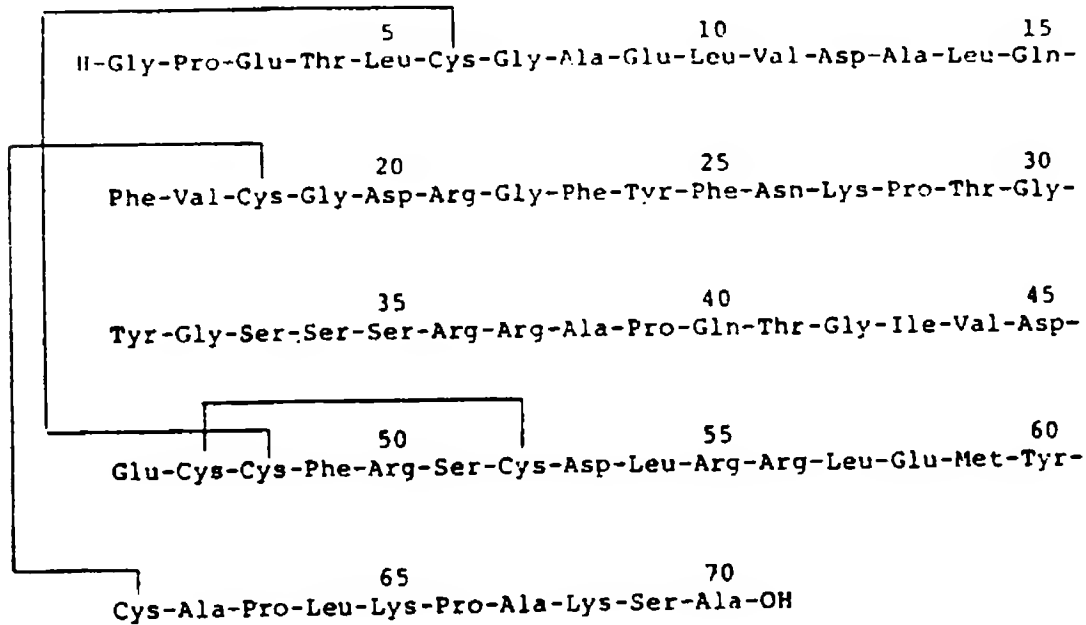 5 10 15
H-Gly-Pro-Glu-Thr-Leu-Cys-Gly-Ala-Glu-Leu-Val-Asp-Ala-Leu-Gln-
20 25 30
Phe-Val-Cys-Gly-Asp-Arg-Gly-Phe-Tyr-Phe-Asn-Lys-Pro-Thr-Gly-
35 40 45
Tyr-Gly-Ser-Ser-Ser-Arg-Arg-Ala-Pro-Gln-Thr-Gly-Ile-Val-Asp-
50 55 60
Glu-Cys-Cys-Phe-Arg-Ser-Cys-Asp-Leu-Arg-Arg-Leu-Glu-Met-Tyr-
65 70
Cys-Ala-Pro-Leu-Lys-Pro-Ala-Lys-Ser-Ala-OH